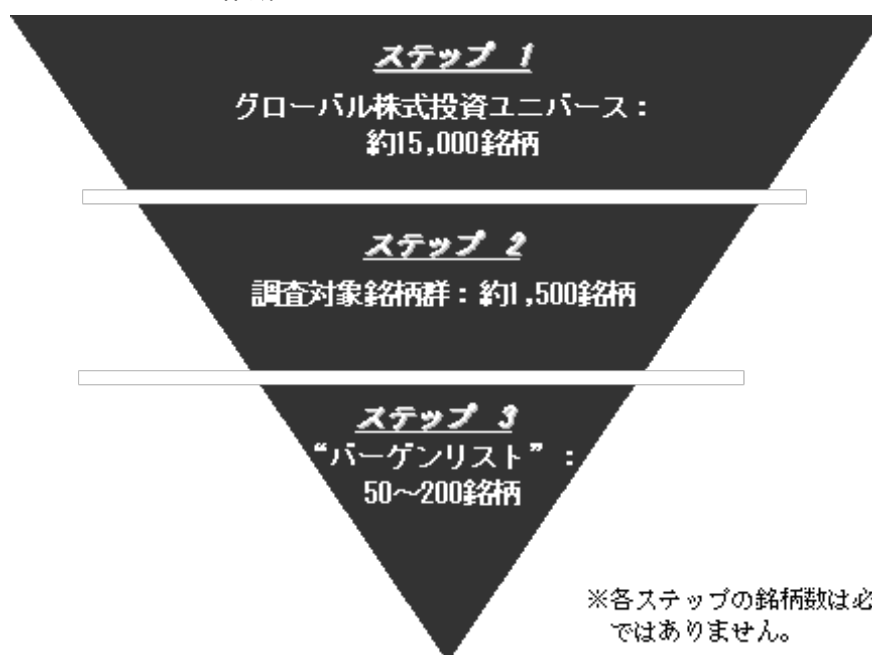 ステップ 1
グローバル株式投資ユニバース：
約15,000銘柄
ステップ 2
調査対象銘柄群：約1,500銘柄
ステップ 3
“バーゲンリスト”：
50～200銘柄
※各ステップの銘柄数は必
ではありません。